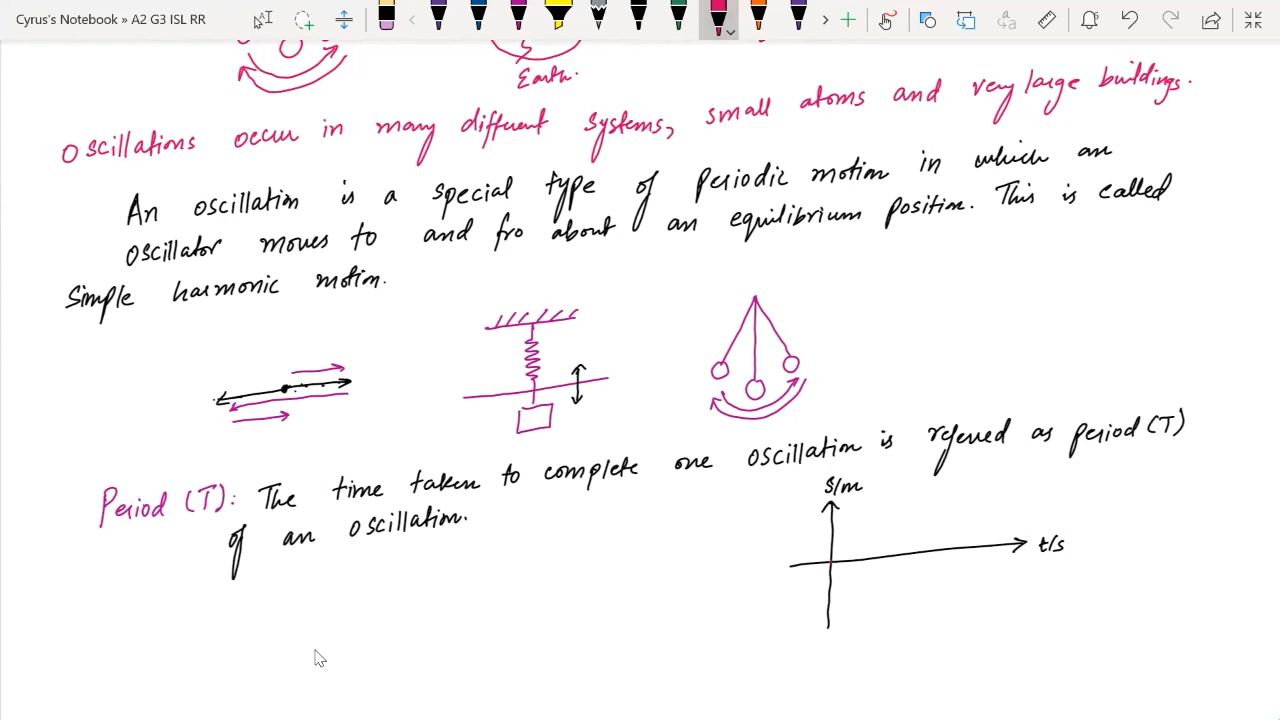 Cyrus's Notebook » A2 G3 ISL RR
Earth.
Oscillations occur in many different systems, small atoms and very large buildings.
An oscillation is a special type of Periodic motion in which an
oscillator moves to and fro about an equilibrium position. This is called
Simple harmonic motion.
Period (T): The time taken to complete one oscillation is referred as period (T)
of an oscillation.
S/m
t/s